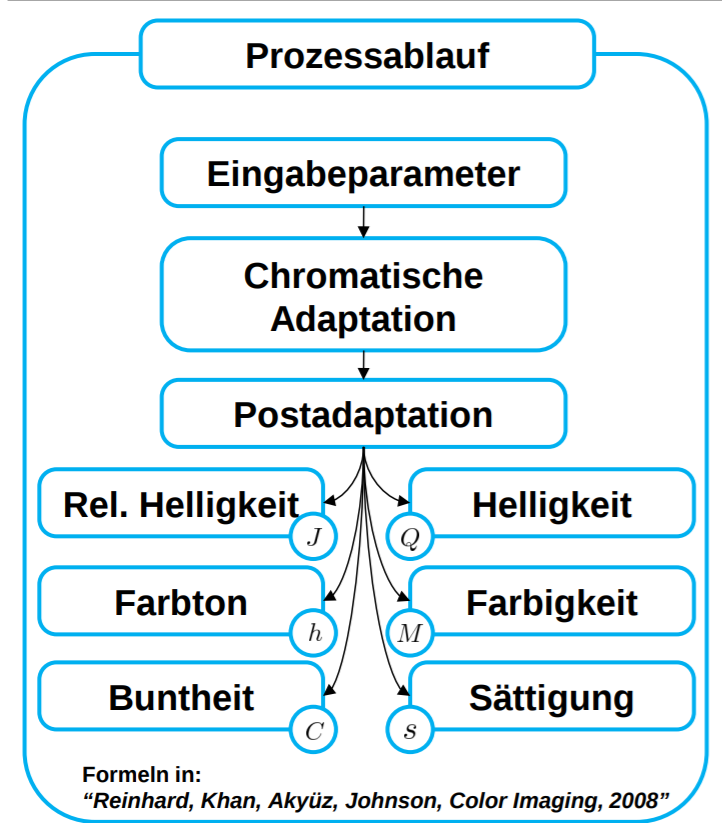 Prozessablauf
Eingabeparameter
Chromatische
Adaptation
Postadaptation
Rel. Helligkeit
J
Helligkeit
Q
Farbton
h
Farbigkeit
M
Buntheit
C
Sättigung
s
Formeln in:
“Reinhard, Khan, Akyüz, Johnson, Color Imaging, 2008”